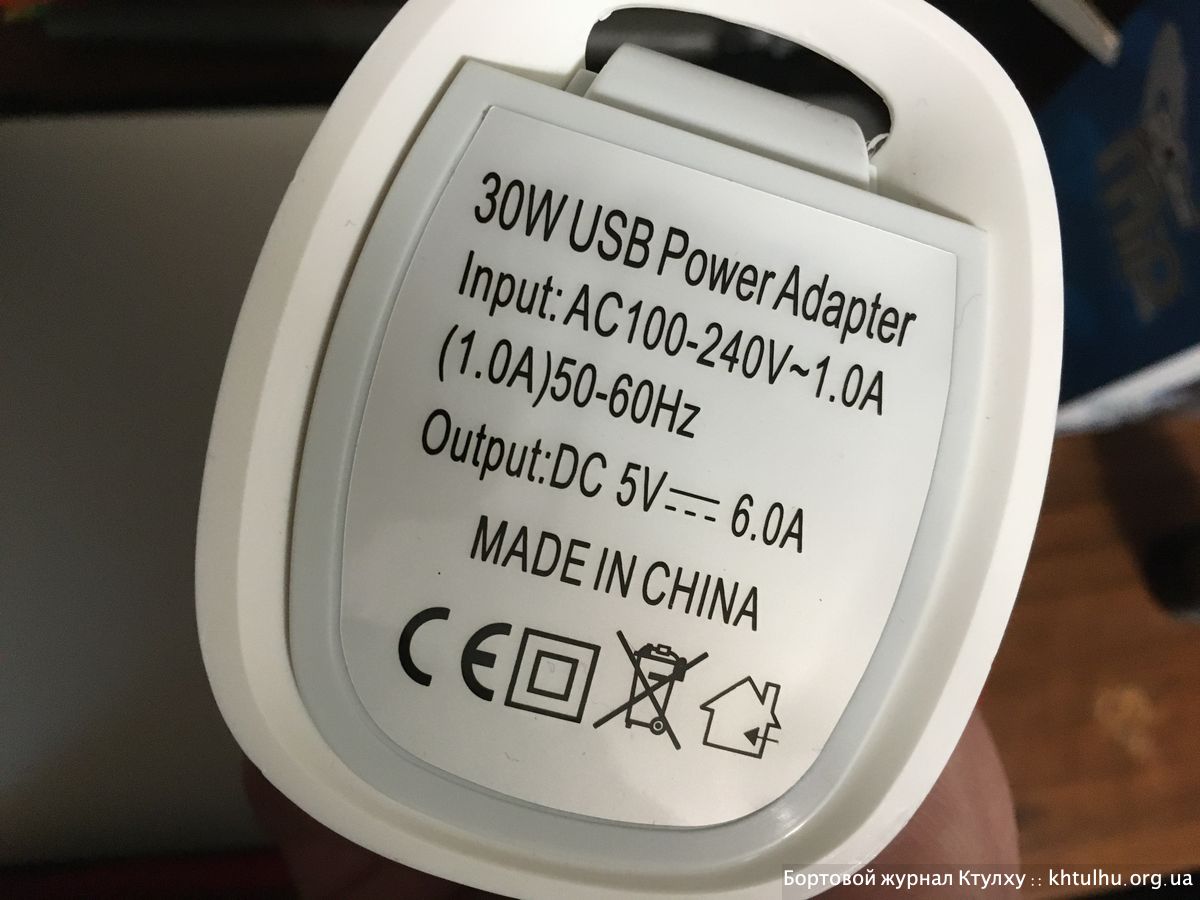 30W USB Power Adapter
Input: AC100-240V~1.0A
(1.0A)50-60Hz
Output:DC 5V⎓ 6.0A
MADE IN CHINA
CE
Бортовой журнал Ктулху :: khtulhu.org.ua